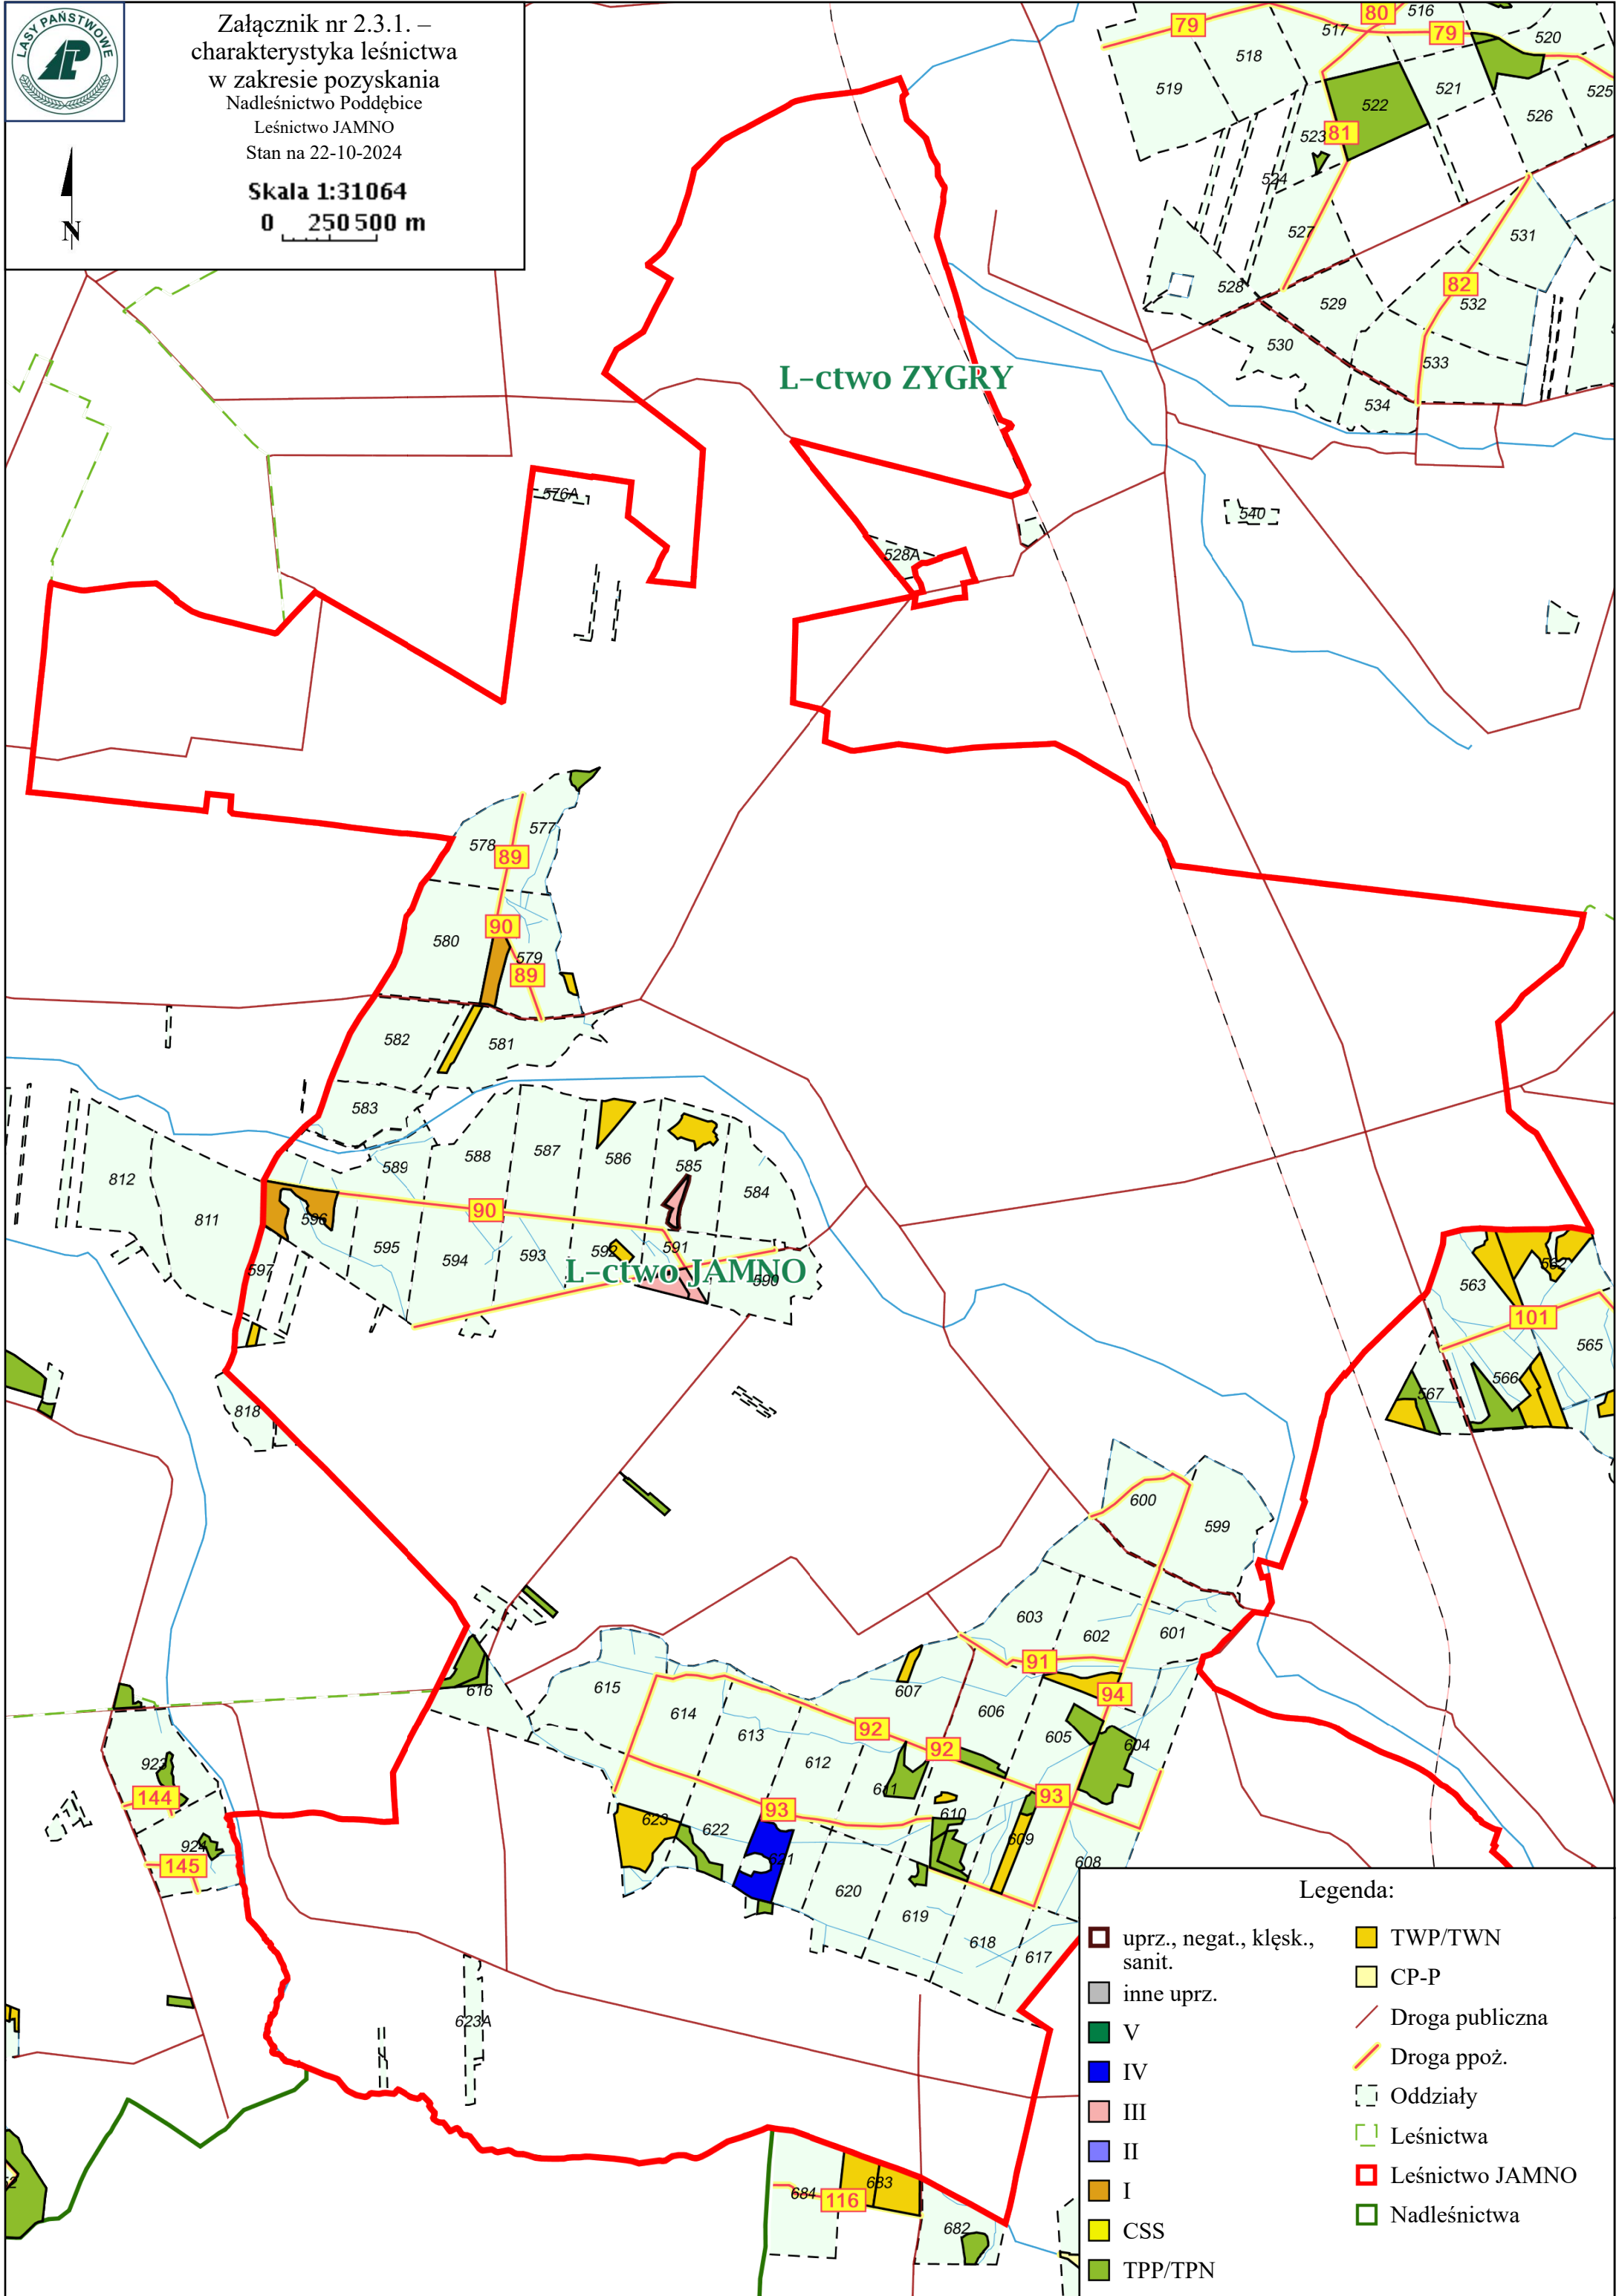 LASY PAŃSTWOWE
Załącznik nr 2.3.1. –
charakterystyka leśnictwa
w zakresie pozyskania
Nadleśnictwo Poddębice
Leśnictwo JAMNO
Stan na 22-10-2024
Skala 1:31064
0 250 500 m
N
79
80
516
517
79
520
518
519
522
521
525
526
523
81
524
527
531
528
82
529
532
530
533
534
L-ctwo ZYGRY
576A
540
528A
577
578
89
90
580
579
89
582
581
583
589
588
587
586
585
584
812
811
596
90
595
594
593
592
591
597
590
L-ctwo JAMNO
818
563
562
101
565
566
567
600
599
603
602
601
91
94
616
615
607
614
606
613
92
605
604
612
92
923
144
611
93
93
610
623
622
609
924
621
145
608
620
619
618
617
623A
684
683
116
682
Legenda:
uprz., negat., klęsk.,
sanit.
inne uprz.
V
IV
III
II
I
CSS
TPP/TPN
TWP/TWN
CP-P
Droga publiczna
Droga ppoż.
Oddziały
Leśnictwa
Leśnictwo JAMNO
Nadleśnictwa